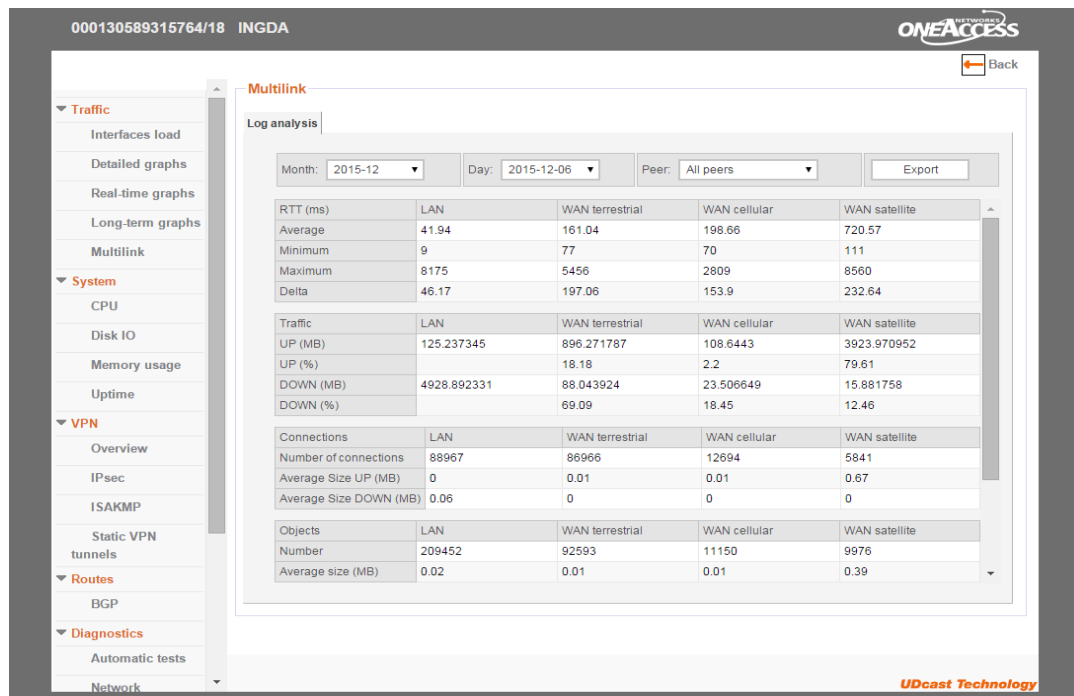 000130589315764/18 INGDA
NETWORKS
ONEACCESS
Back
Traffic
Interfaces load
Detailed graphs
Real-time graphs
Long-term graphs
Multilink
System
CPU
Disk IO
Memory usage
Uptime
VPN
Overview
IPsec
ISAKMP
Static VPN
tunnels
Routes
BGP
Diagnostics
Automatic tests
Network
Multilink
Log analysis
Month: 2015-12 Day: 2015-12-06 Peer: All peers Export
RTT (ms) LAN WAN terrestrial WAN cellular WAN satellite
Average 41.94 161.04 198.66 720.57
Minimum 9 77 70 111
Maximum 8175 5456 2809 8560
Delta 46.17 197.06 153.9 232.64
Traffic LAN WAN terrestrial WAN cellular WAN satellite
UP (MB) 125.237345 896.271787 108.6443 3923.970952
UP (%) 18.18 2.2 79.61
DOWN (MB) 4928.892331 88.043924 23.506649 15.881758
DOWN (%) 69.09 18.45 12.46
Connections LAN WAN terrestrial WAN cellular WAN satellite
Number of connections 88967 86966 12694 5841
Average Size UP (MB) 0 0.01 0.01 0.67
Average Size DOWN (MB) 0.06 0 0 0
Objects LAN WAN terrestrial WAN cellular WAN satellite
Number 209452 92593 11150 9976
Average size (MB) 0.02 0.01 0.01 0.39
UDcast Technology